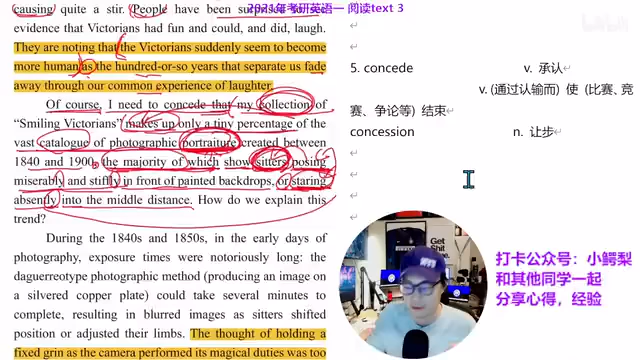 2021年考研英语一 阅读text 3
causing quite a stir. People have been surprised to see
evidence that Victorians had fun and could, and did, laugh.
They are noting that the Victorians suddenly seem to become
more human as the hundred-or-so years that separate us fade
away through our common experience of laughter.
Of course, I need to concede that my collection of
"Smiling Victorians" makes up only a tiny percentage of the
vast catalogue of photographic portraiture created between
1840 and 1900, the majority of which show sitters posing
miserably and stiffly in front of painted backdrops, or staring
absently into the middle distance. How do we explain this
trend?
During the 1840s and 1850s, in the early days of
photography, exposure times were notoriously long: the
daguerreotype photographic method (producing an image on
a silvered copper plate) could take several minutes to
complete, resulting in blurred images as sitters shifted
position or adjusted their limbs. The thought of holding a
fixed grin as the camera performed its magical duties was too
5. concede v. 承认
v. (通过认输而) 使 (比赛、竞
赛、争论等) 结束
concession n. 让步
bilibili
Get
Shit
打卡公众号：小鳄梨
和其他同学一起
分享心得，经验